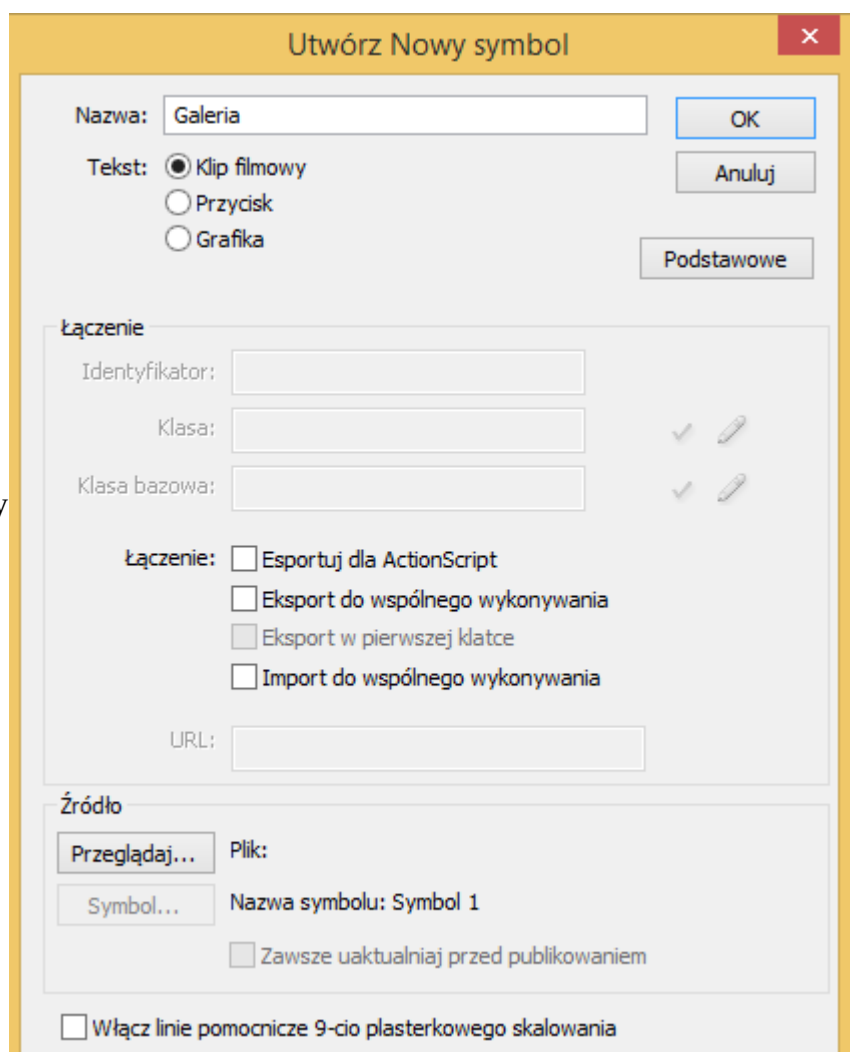 Utwórz Nowy symbol
Nazwa: Galeria
OK
Tekst: Klip filmowy
Anuluj
Przycisk
Grafika
Podstawowe
Łączenie
Identyfikator:
Klasa:
Klasa bazowa:
y
Łączenie: Esportuj dla ActionScript
Eksport do wspólnego wykonywania
Eksport w pierwszej klatce
Import do wspólnego wykonywania
URL:
Źródło
Przeglądaj... Plik:
Symbol... Nazwa symbolu: Symbol 1
Zawsze uaktualniaj przed publikowaniem
Włącz linie pomocnicze 9-cio plasterkowego skalowania